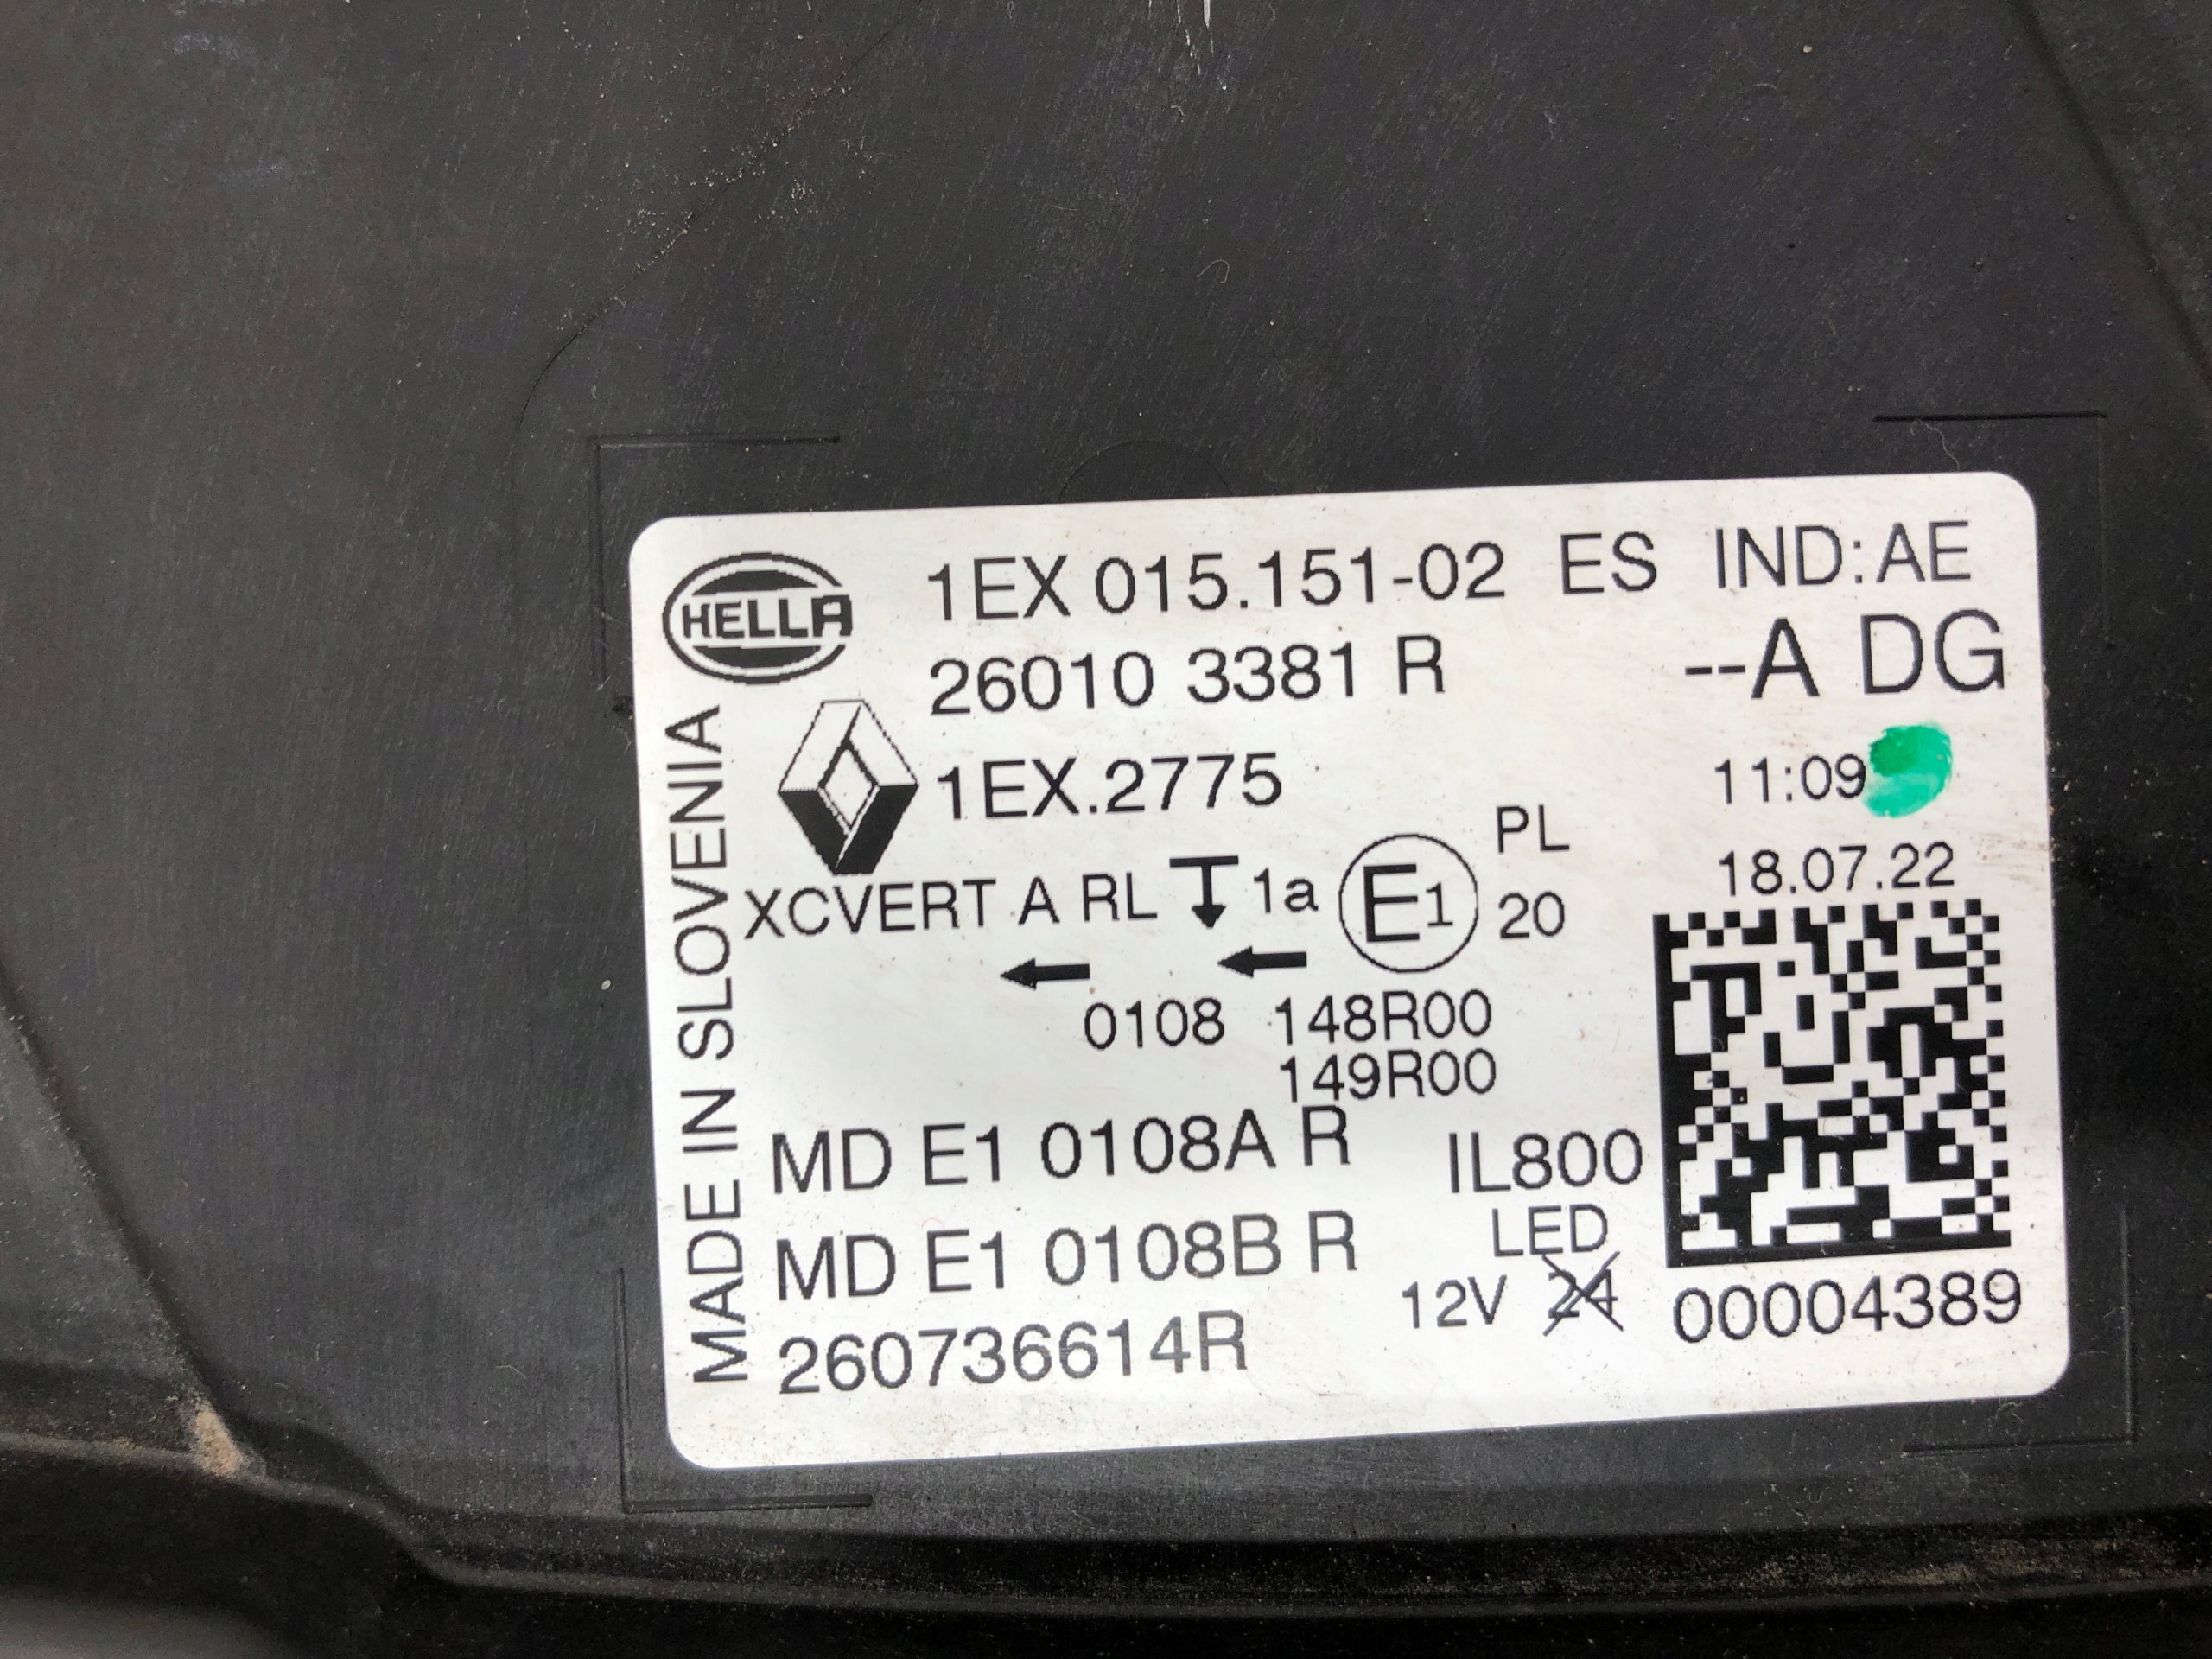 HELLA
1EX 015.151-02 ES IND:AE
26010 3381 R --A DG
1EX.2775 11:09
PL
XCVERT A RL 1a E1 20
18.07.22
0108 148R00
149R00
MD E1 0108A R IL800
MD E1 0108B R LED
12V 24
260736614R
00004389
MADE IN SLOVENIA